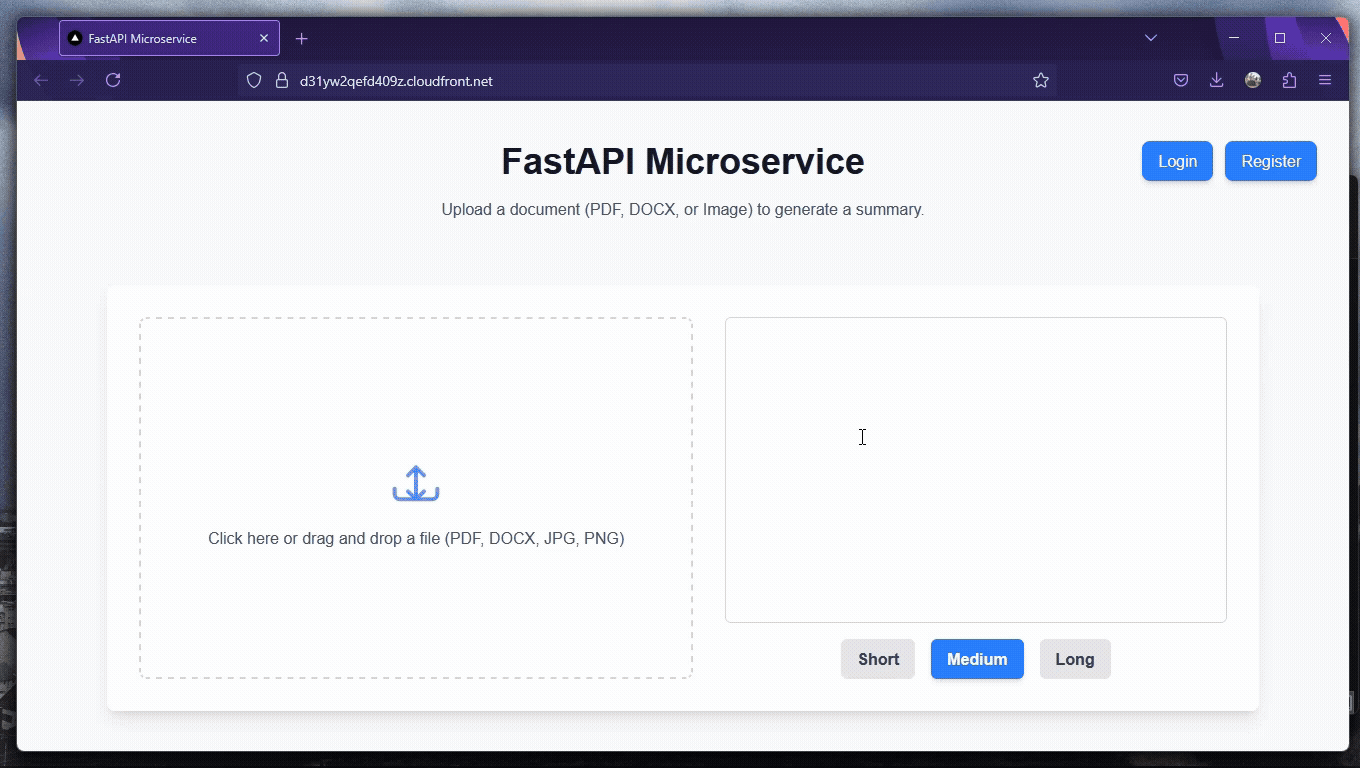 FastAPI Microservice
d31yw2qefd409z.cloudfront.net
FastAPI Microservice
Login
Register
Upload a document (PDF, DOCX, or Image) to generate a summary.
Click here or drag and drop a file (PDF, DOCX, JPG, PNG)
Short
Medium
Long